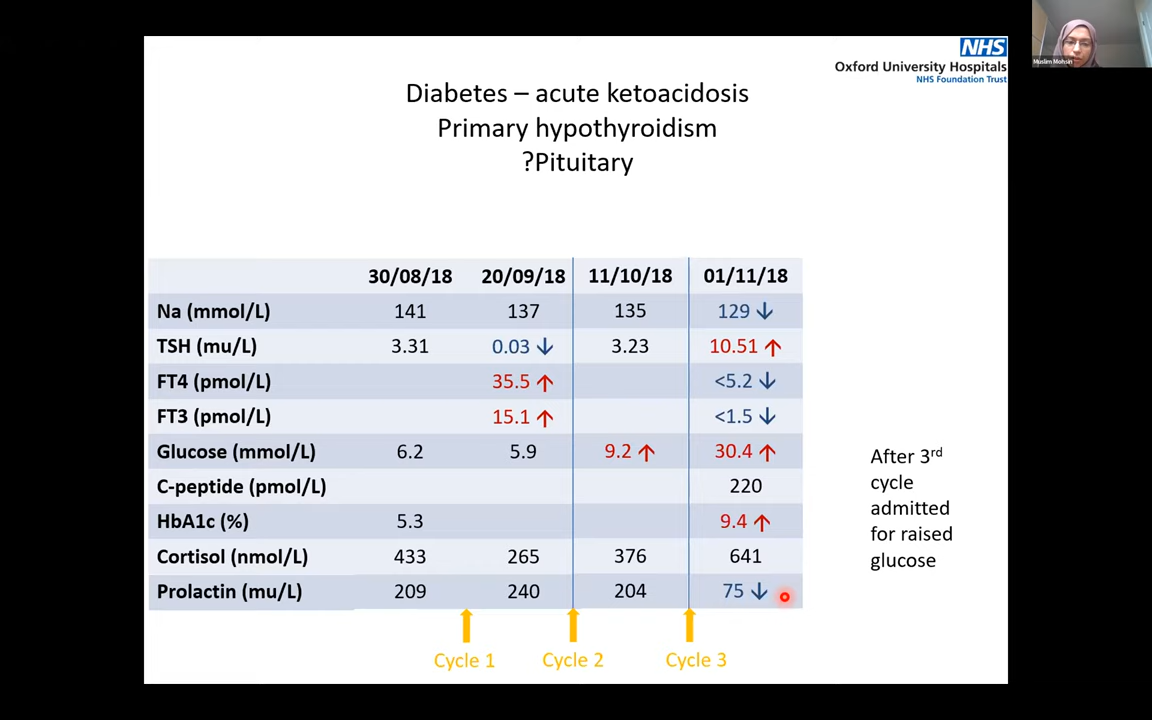 Muslim Mohsin
NHS
Oxford University Hospitals
NHS Foundation Trust
Diabetes – acute ketoacidosis
Primary hypothyroidism
?Pituitary
30/08/18 20/09/18 11/10/18 01/11/18
Na (mmol/L) 141 137 135 129 ↓
TSH (mu/L) 3.31 0.03 ↓ 3.23 10.51 ↑
FT4 (pmol/L) 35.5 ↑ <5.2 ↓
FT3 (pmol/L) 15.1 ↑ <1.5 ↓
Glucose (mmol/L) 6.2 5.9 9.2 ↑ 30.4 ↑
C-peptide (pmol/L) 220
HbA1c (%) 5.3 9.4 ↑
Cortisol (nmol/L) 433 265 376 641
Prolactin (mu/L) 209 240 204 75 ↓
Cycle 1 Cycle 2 Cycle 3
After 3rd
cycle
admitted
for raised
glucose